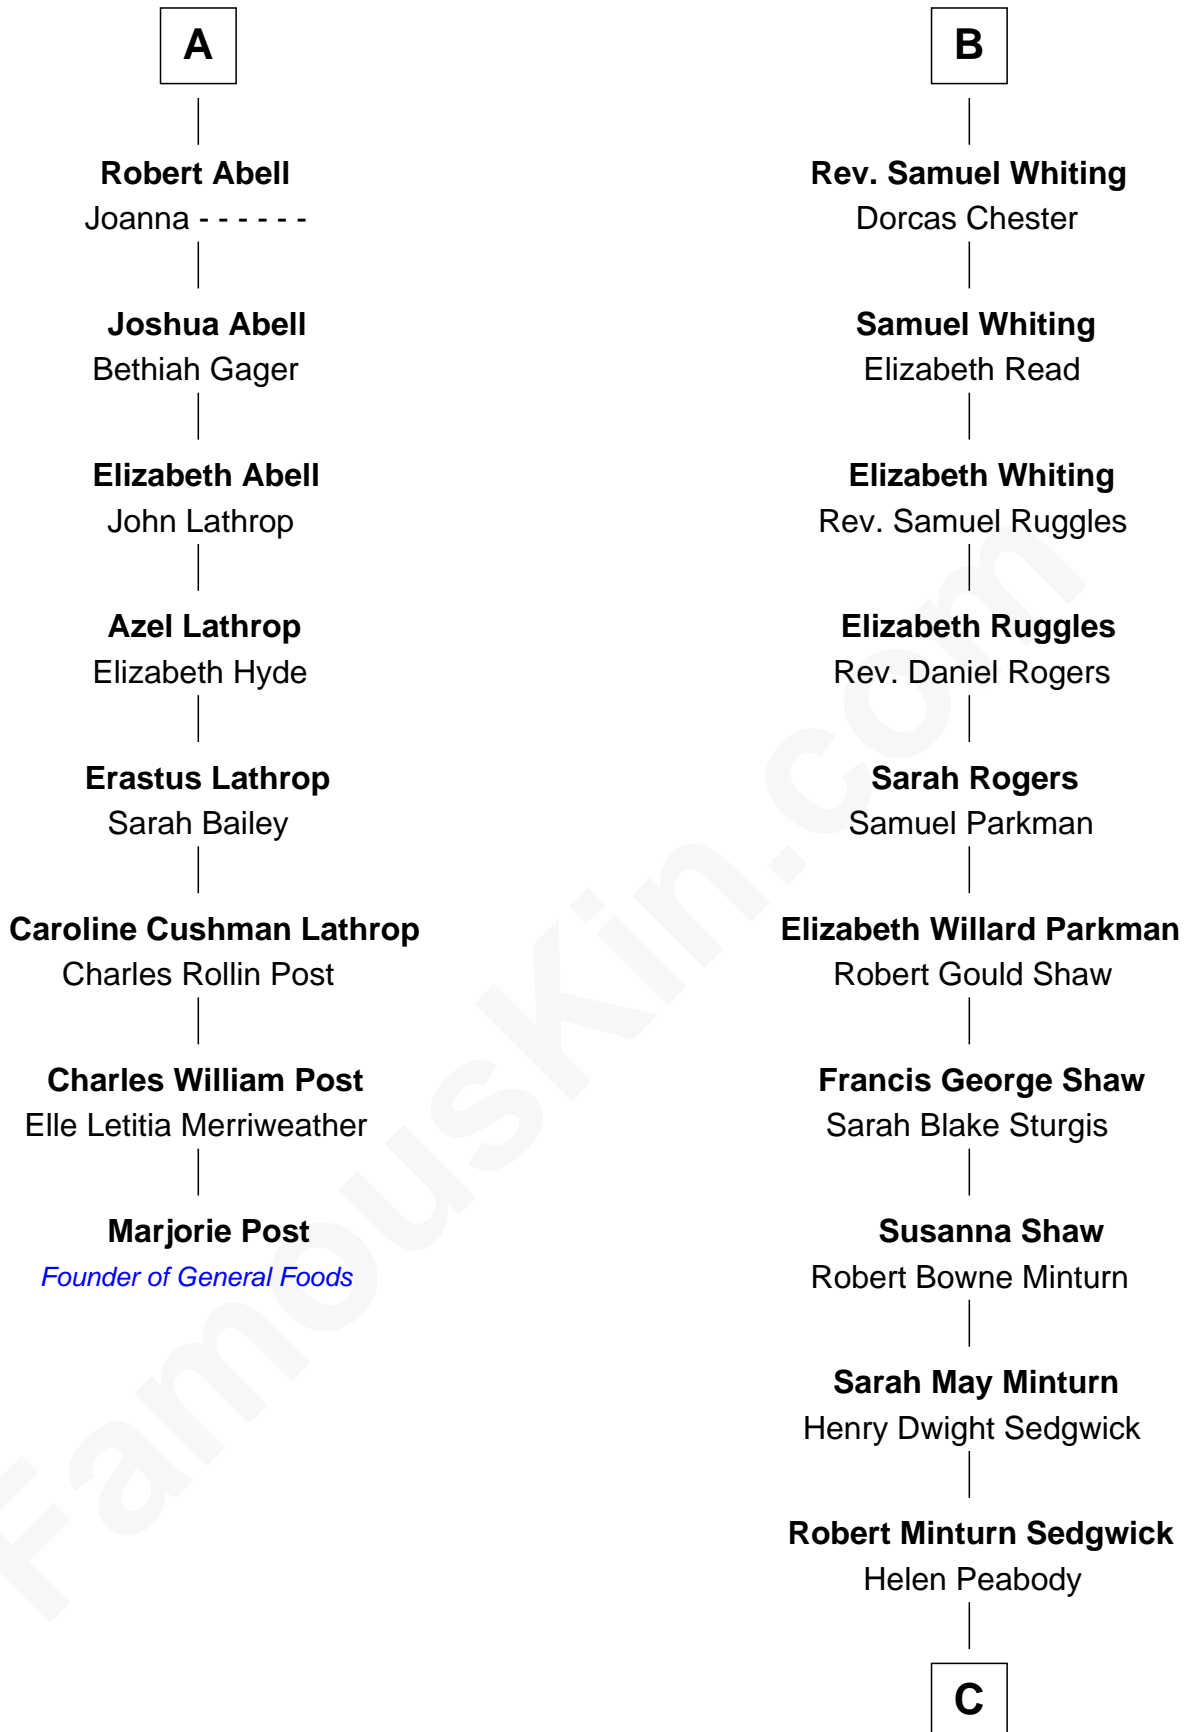 A
Robert Abell
Joanna - - - - - -
Joshua Abell
Bethiah Gager
Elizabeth Abell
John Lathrop
Azel Lathrop
Elizabeth Hyde
Erastus Lathrop
Sarah Bailey
Caroline Cushman Lathrop
Charles Rollin Post
Charles William Post
Elle Letitia Merriweather
Marjorie Post
Founder of General Foods
B
Rev. Samuel Whiting
Dorcas Chester
Samuel Whiting
Elizabeth Read
Elizabeth Whiting
Rev. Samuel Ruggles
Elizabeth Ruggles
Rev. Daniel Rogers
Sarah Rogers
Samuel Parkman
Elizabeth Willard Parkman
Robert Gould Shaw
Francis George Shaw
Sarah Blake Sturgis
Susanna Shaw
Robert Bowne Minturn
Sarah May Minturn
Henry Dwight Sedgwick
Robert Minturn Sedgwick
Helen Peabody
C
FamousKin.com